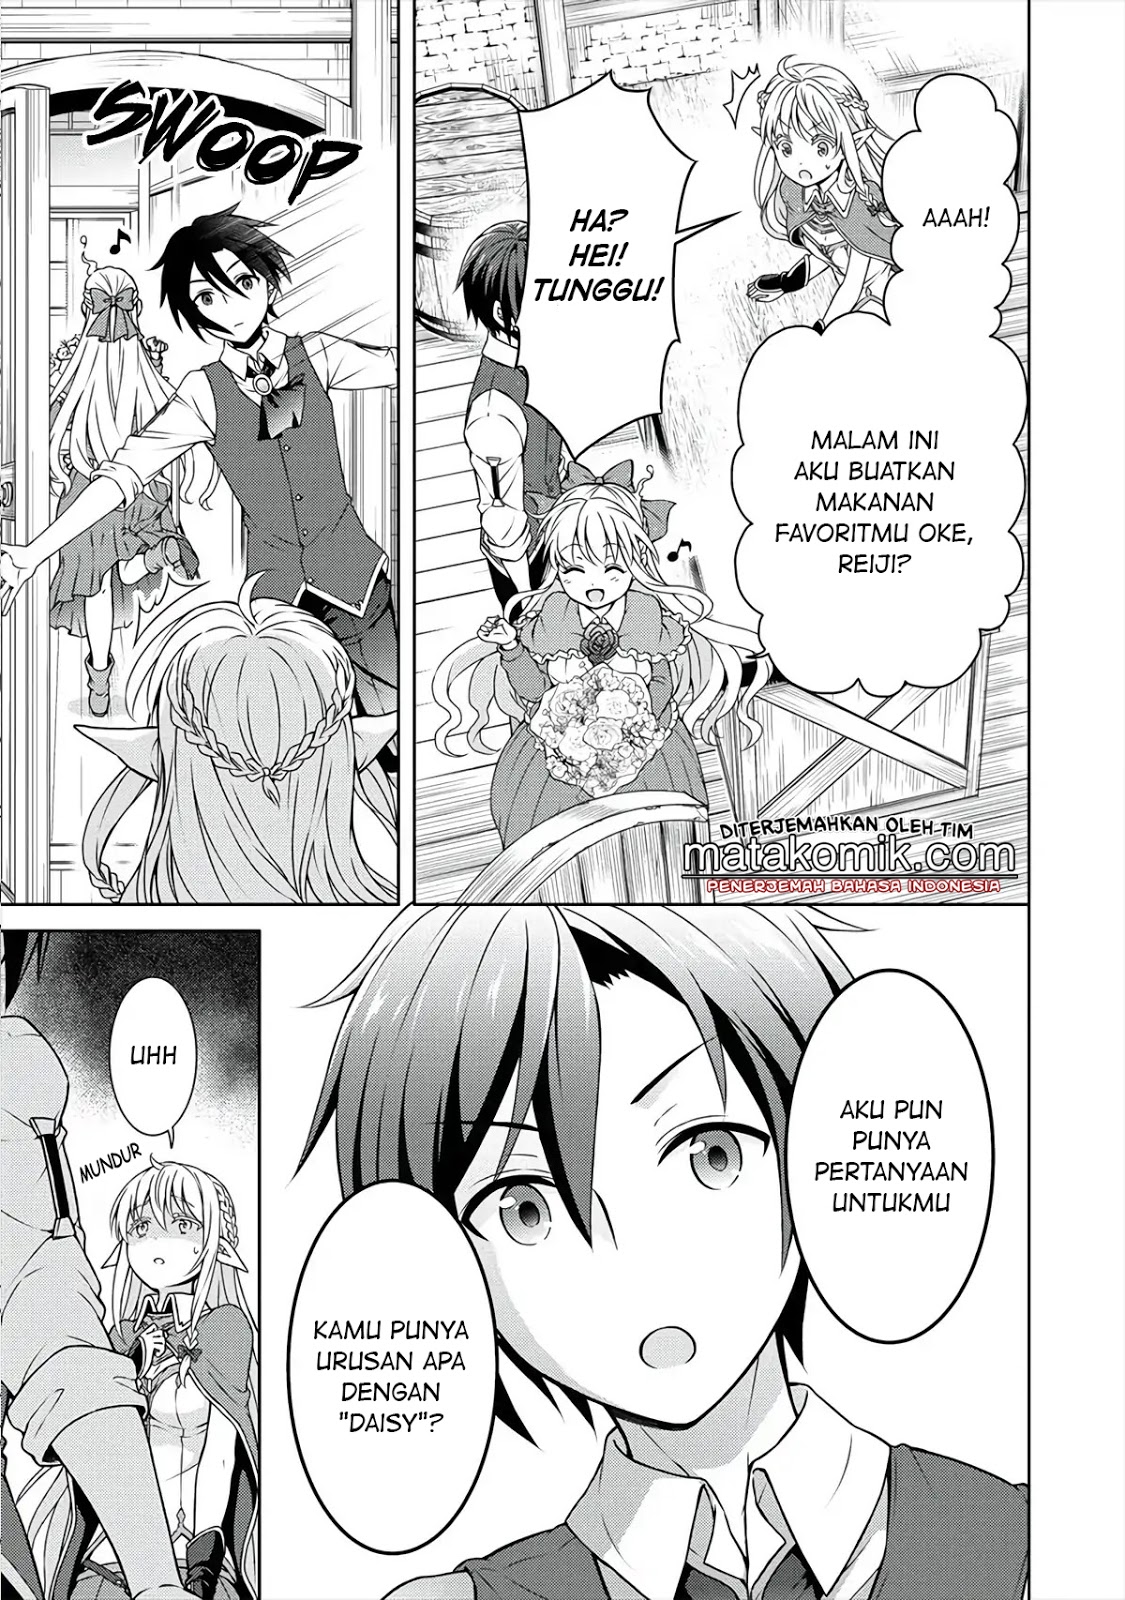 AAAH!
MALAM INI
AKU BUATKAN
MAKANAN
FAVORITMU OKE,
REIJI?
HA?
HEI!
TUNGGU!
DITERJEMAHKAN OLEH TIM
matakomik.com
PENERJEMAH BAHASA INDONESIA
SWOOP
AKU PUN
PUNYA
PERTANYAAN
UNTUKMU
KAMU PUNYA
URUSAN APA
DENGAN
"DAISY"?
UHH
MUNDUR